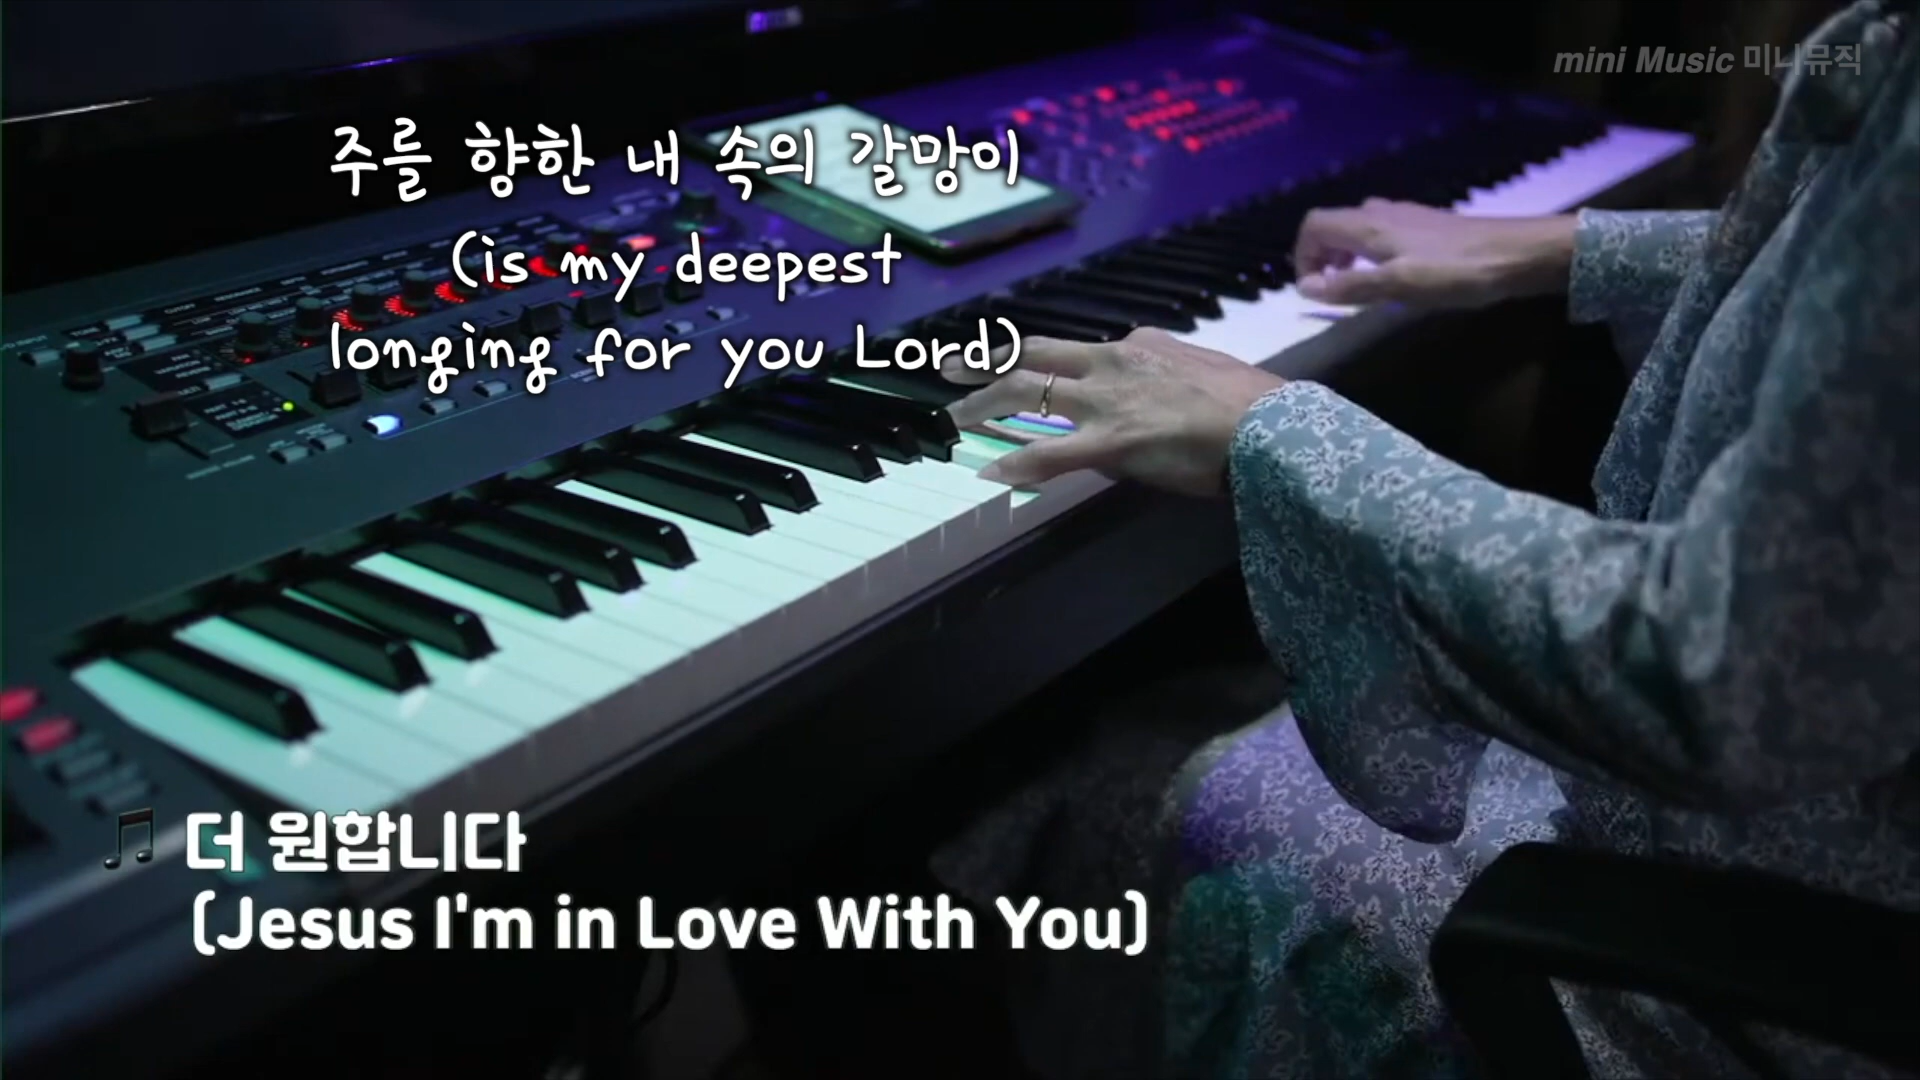 mini Music 미니뮤직
주를 향한 내 속의 갈망이
(is my deepest
longing for you Lord)
🎵 더 원합니다
(Jesus I'm in Love With You)